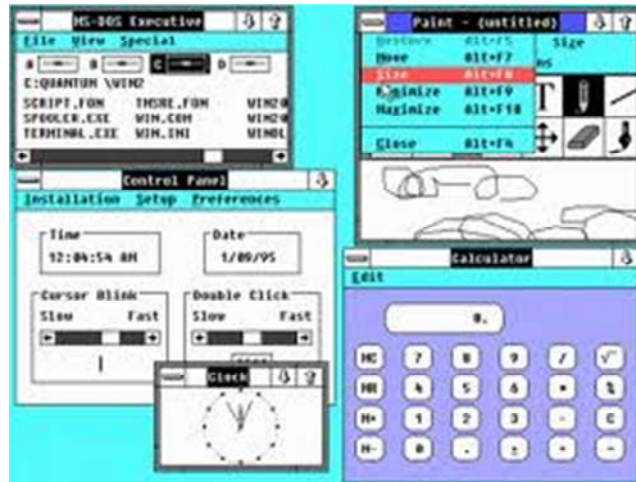 MS-DOS Executive
File View Special
A B C D
C:QUANTUM \WIN2
SCRIPT.FON TMSRE.FON WIN20
SPOOLER.EXE WIN.COM WIN20
TERMINAL.EXE WIN.INI WINOL
Paint - (untitled)
Restore Alt+F5
Move Alt+F7
Size Alt+F8
Minimize Alt+F9
Maximize Alt+F10
Close Alt+F4
Size
ns
T
Control Panel
Installation Setup Preferences
Time Date
12:04:54 AM 1/09/95
Cursor Blink Double Click
Slow Fast Slow Fast
Clock
Calculator
Edit
0.
MC 7 8 9 / √
MR 4 5 6 * %
M+ 1 2 3 - C
M- 0 . ± + =